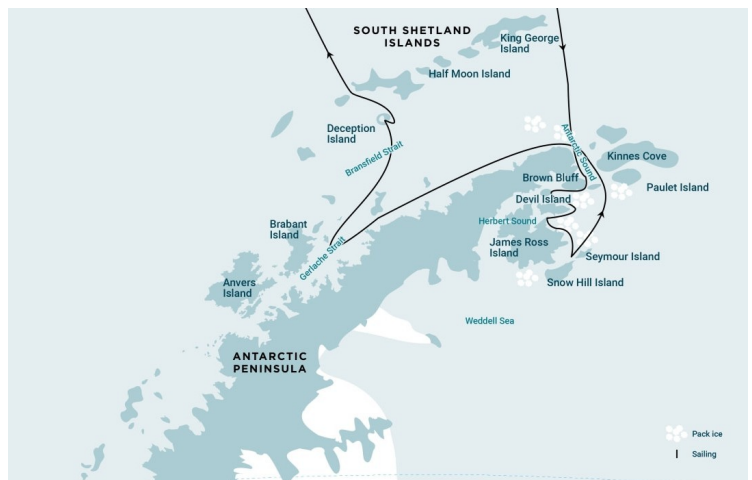 SOUTH SHETLAND
ISLANDS
King George
Island
Half Moon Island
Deception
Island
Bransfield Strait
Antarctic Sound
Kinnes Cove
Brown Bluff
Paulet Island
Devil Island
Herbert Sound
Brabant
Island
Gerlache Strait
James Ross
Island
Seymour Island
Anvers
Island
Snow Hill Island
Weddell Sea
ANTARCTIC
PENINSULA
Pack ice
Sailing